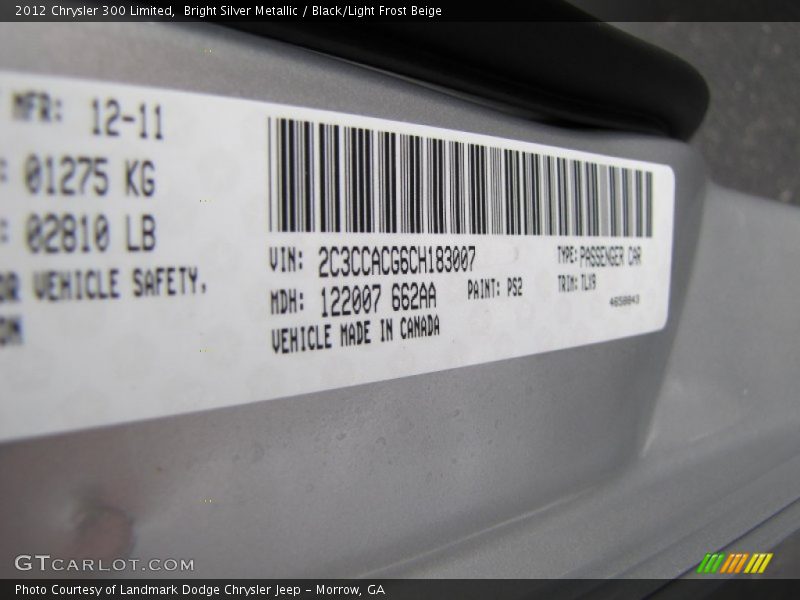 2012 Chrysler 300 Limited, Bright Silver Metallic / Black/Light Frost Beige
MFR: 12-11
: 01275 KG
: 02810 LB
OR VEHICLE SAFETY,
ON
VIN: 2C3CCACG6CH183007
MDH: 122007 662AA
PAINT: PS2
VEHICLE MADE IN CANADA
TYPE: PASSENGER CAR
TRIM: TLX9
GTCARLOT.COM
Photo Courtesy of Landmark Dodge Chrysler Jeep - Morrow, GA